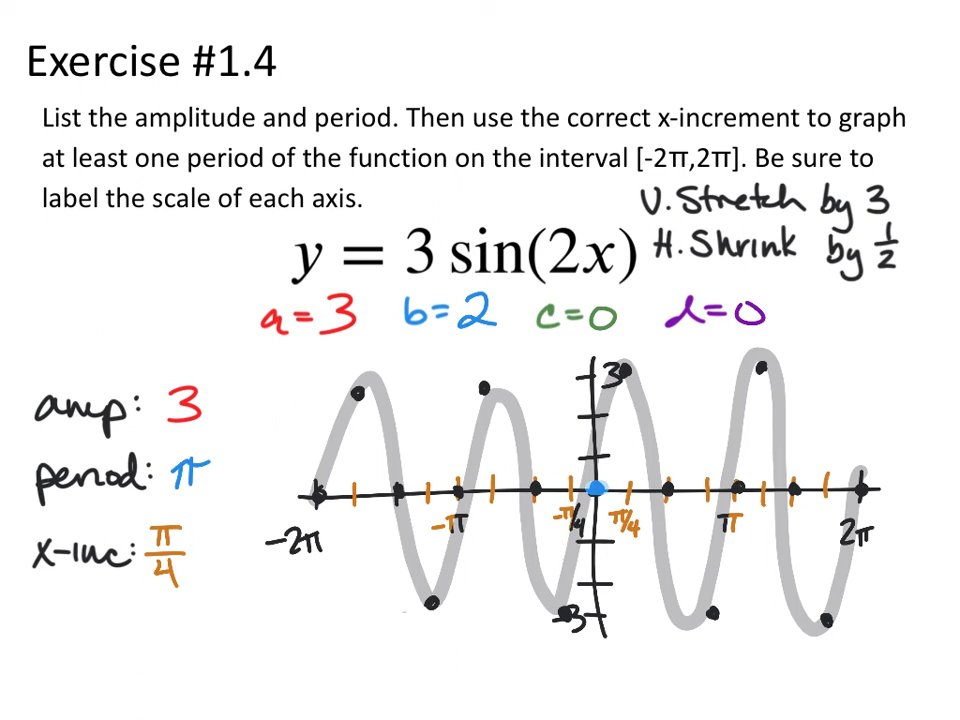 Exercise #1.4
List the amplitude and period. Then use the correct x-increment to graph
at least one period of the function on the interval [-2π,2π]. Be sure to
label the scale of each axis.
V. Stretch by 3
y = 3 sin(2x)
H. Shrink by 1/2
a=3 b=2 c=0 d=0
amp: 3
period: π
x-inc: π/4
3
-2π -π -π/4 π/4 π 2π
-3